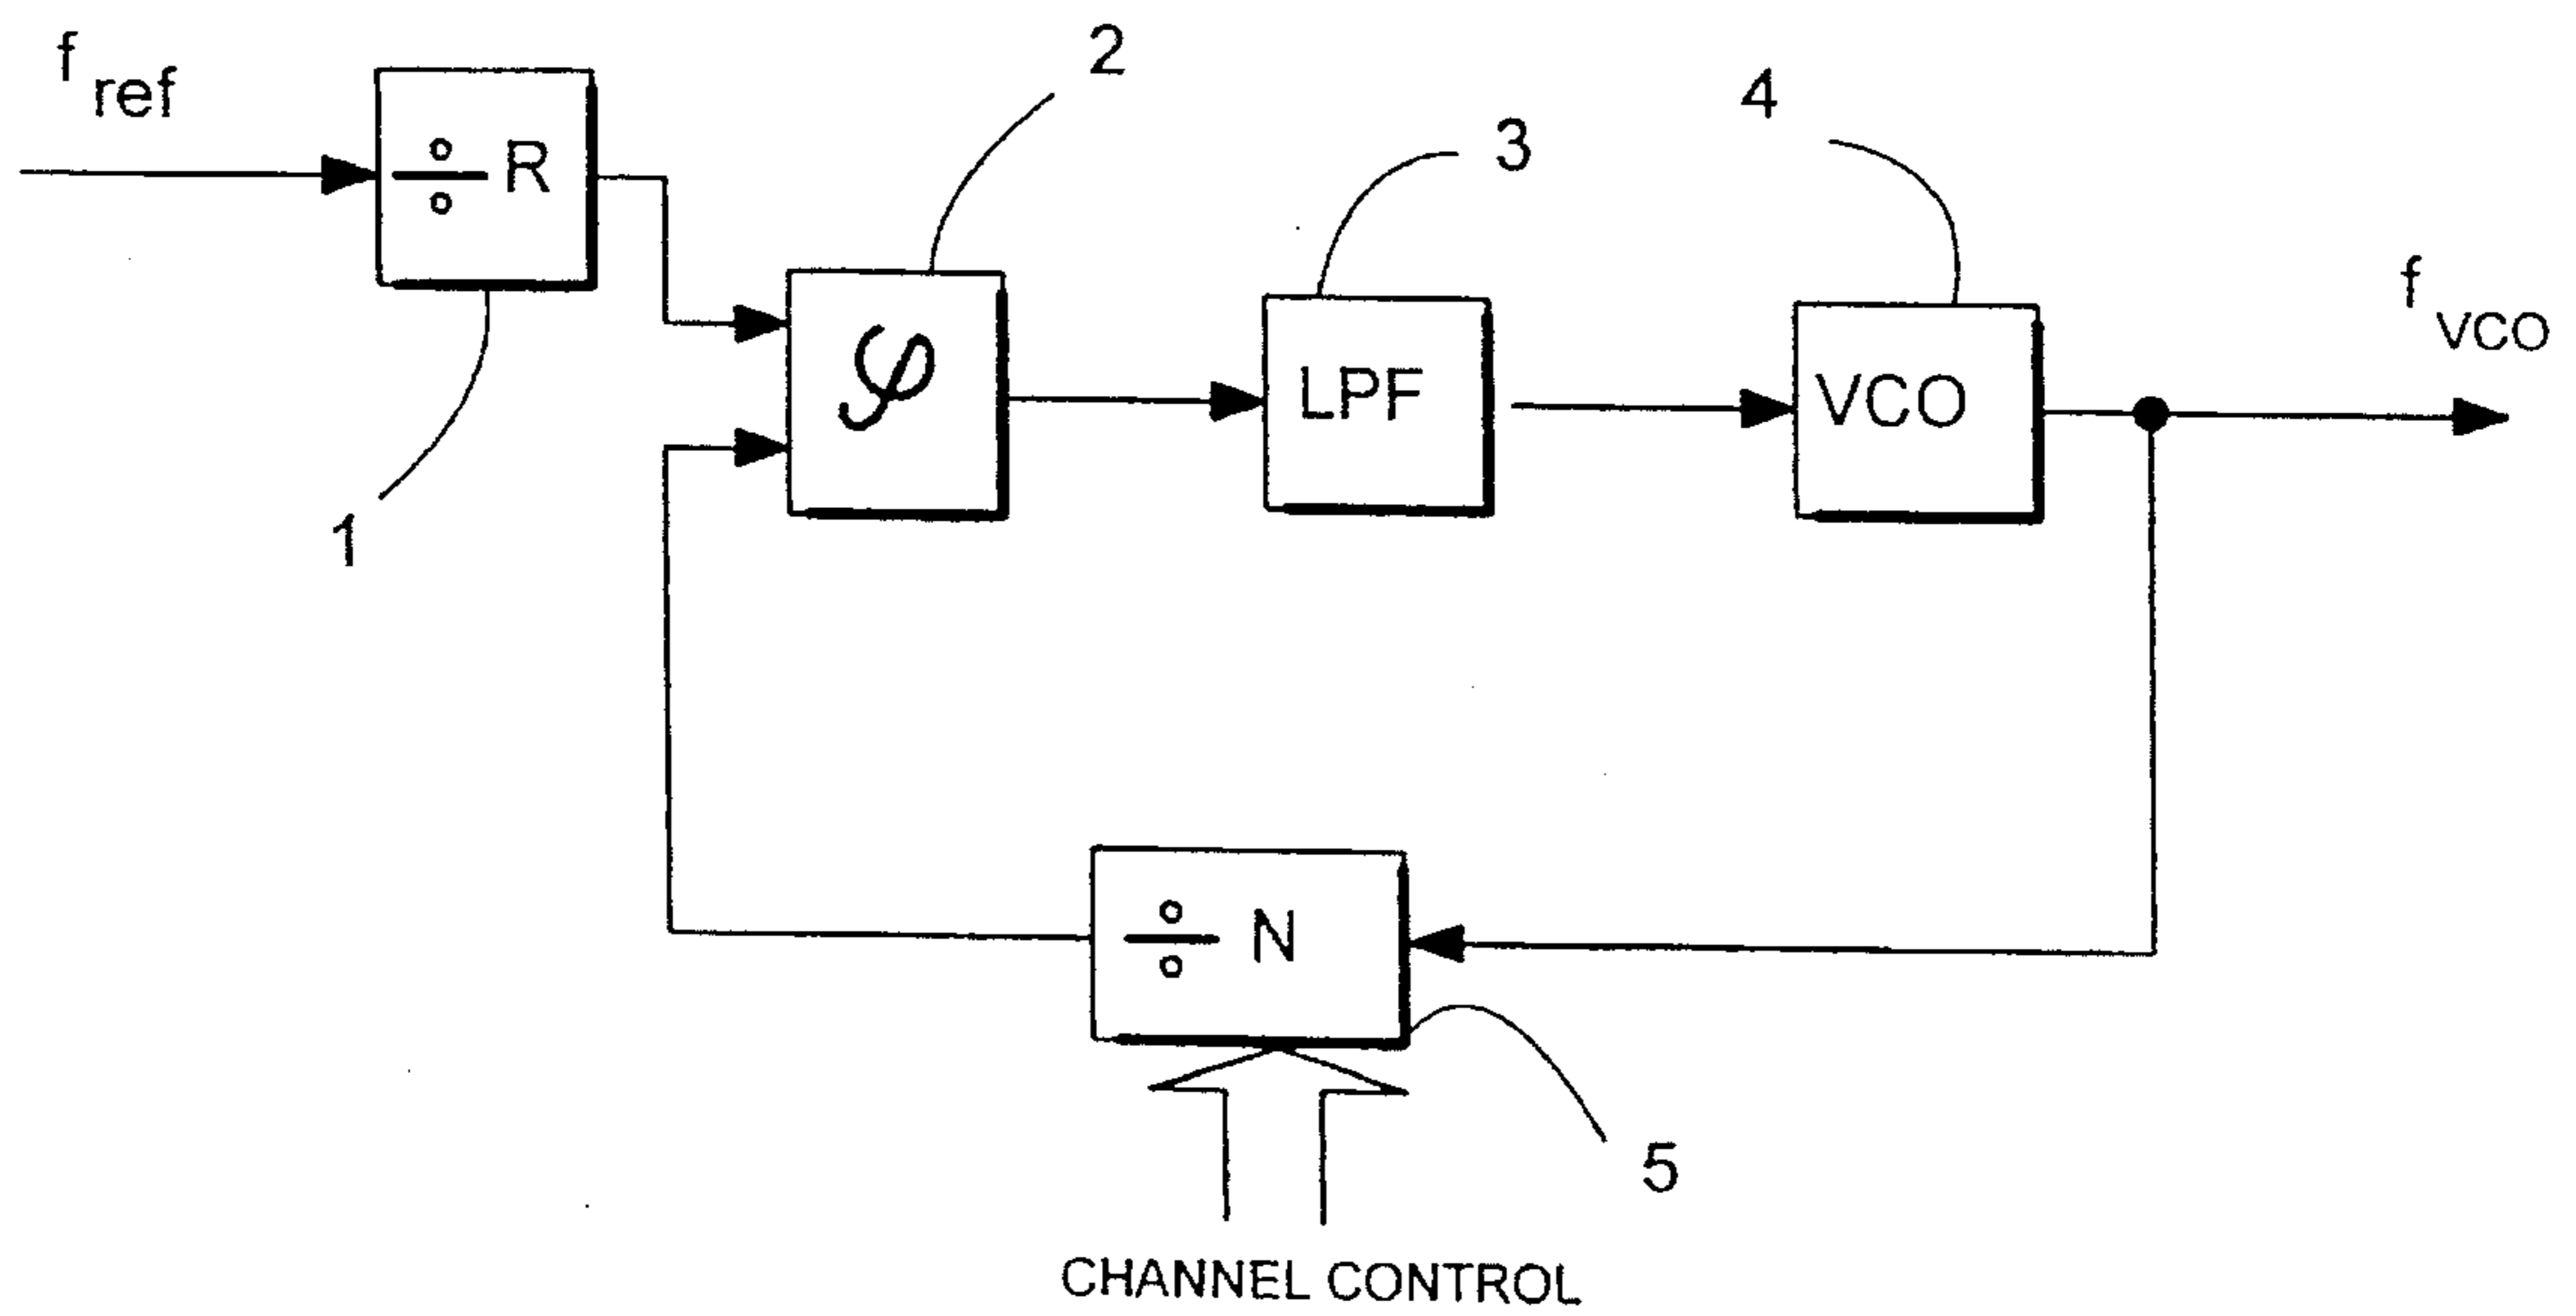 f ref
2
3
4
÷ R
f VCO
φ
LPF
VCO
1
÷ N
5
CHANNEL CONTROL